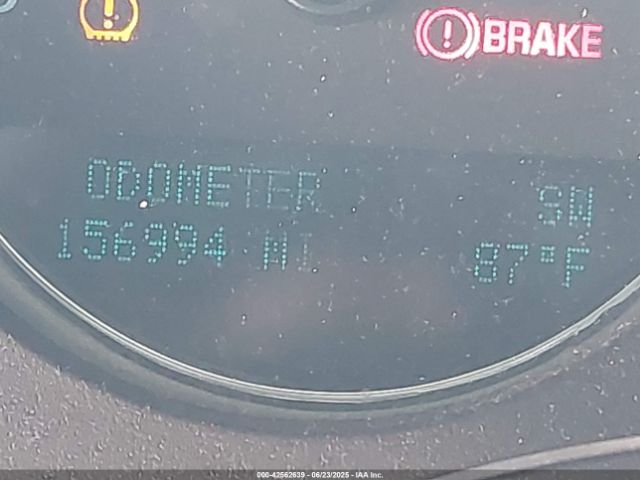 BRAKE
ODOMETER SW
156994 MI 87°F
000-42562639 - 06/23/2025 - IAA Inc.